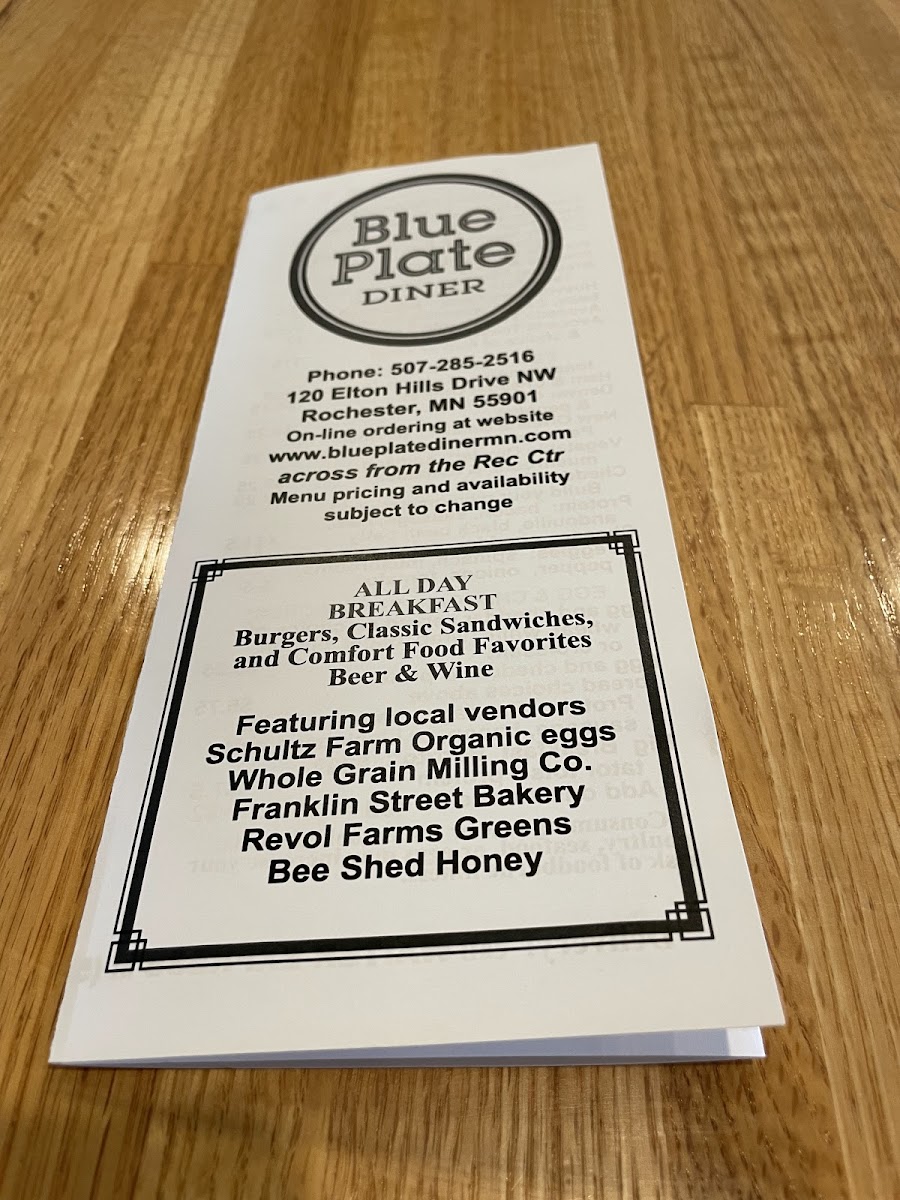 Blue
Plate
DINER
Phone: 507-285-2516
120 Elton Hills Drive NW
Rochester, MN 55901
On-line ordering at website
www.blueplatedinermn.com
across from the Rec Ctr
Menu pricing and availability
subject to change
ALL DAY
BREAKFAST
Burgers, Classic Sandwiches,
and Comfort Food Favorites
Beer & Wine
Featuring local vendors
Schultz Farm Organic eggs
Whole Grain Milling Co.
Franklin Street Bakery
Revol Farms Greens
Bee Shed Honey